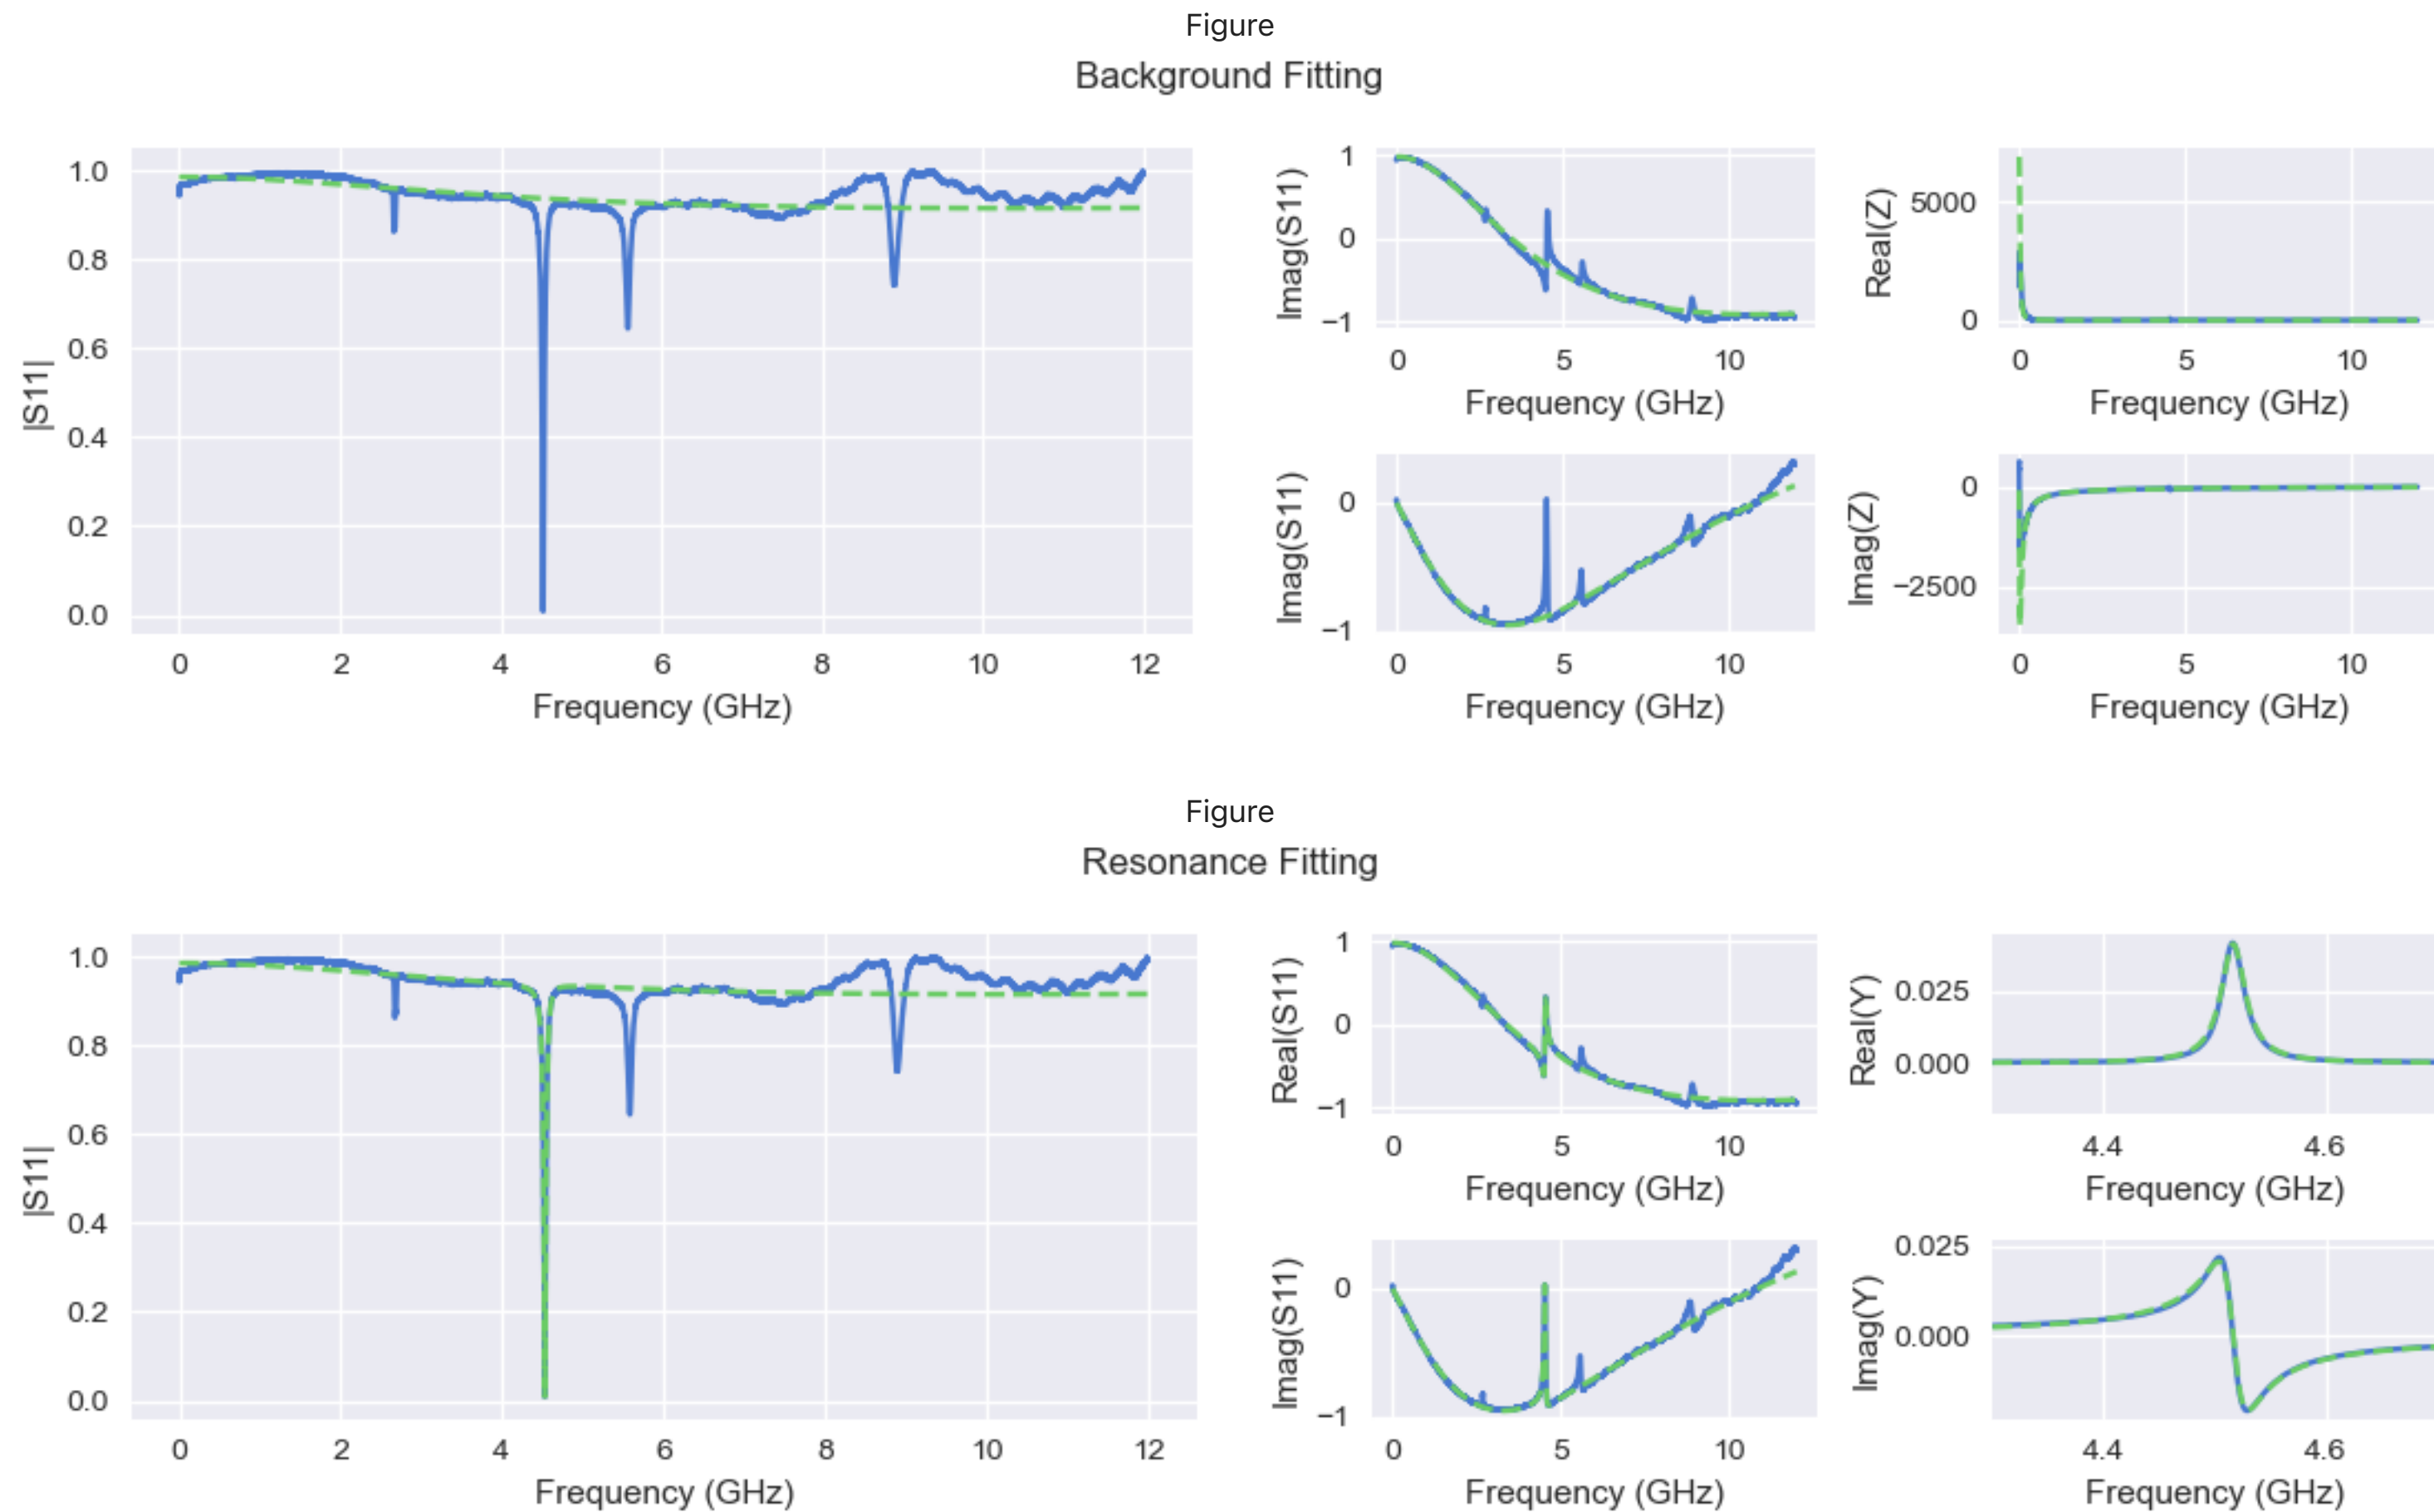 Figure
Background Fitting
1.0
0.8
0.6
0.4
0.2
0.0
|S11|
0 2 4 6 8 10 12
Frequency (GHz)
1
0
−1
Imag(S11)
0 5 10
Frequency (GHz)
5000
0
Real(Z)
0 5 10
Frequency (GHz)
0
−1
Imag(S11)
0 5 10
Frequency (GHz)
0
−2500
Imag(Z)
0 5 10
Frequency (GHz)
Figure
Resonance Fitting
1.0
0.8
0.6
0.4
0.2
0.0
|S11|
0 2 4 6 8 10 12
Frequency (GHz)
1
0
−1
Real(S11)
0 5 10
Frequency (GHz)
0.025
0.000
Real(Y)
4.4 4.6
Frequency (GHz)
0
−1
Imag(S11)
0 5 10
Frequency (GHz)
0.025
0.000
Imag(Y)
4.4 4.6
Frequency (GHz)